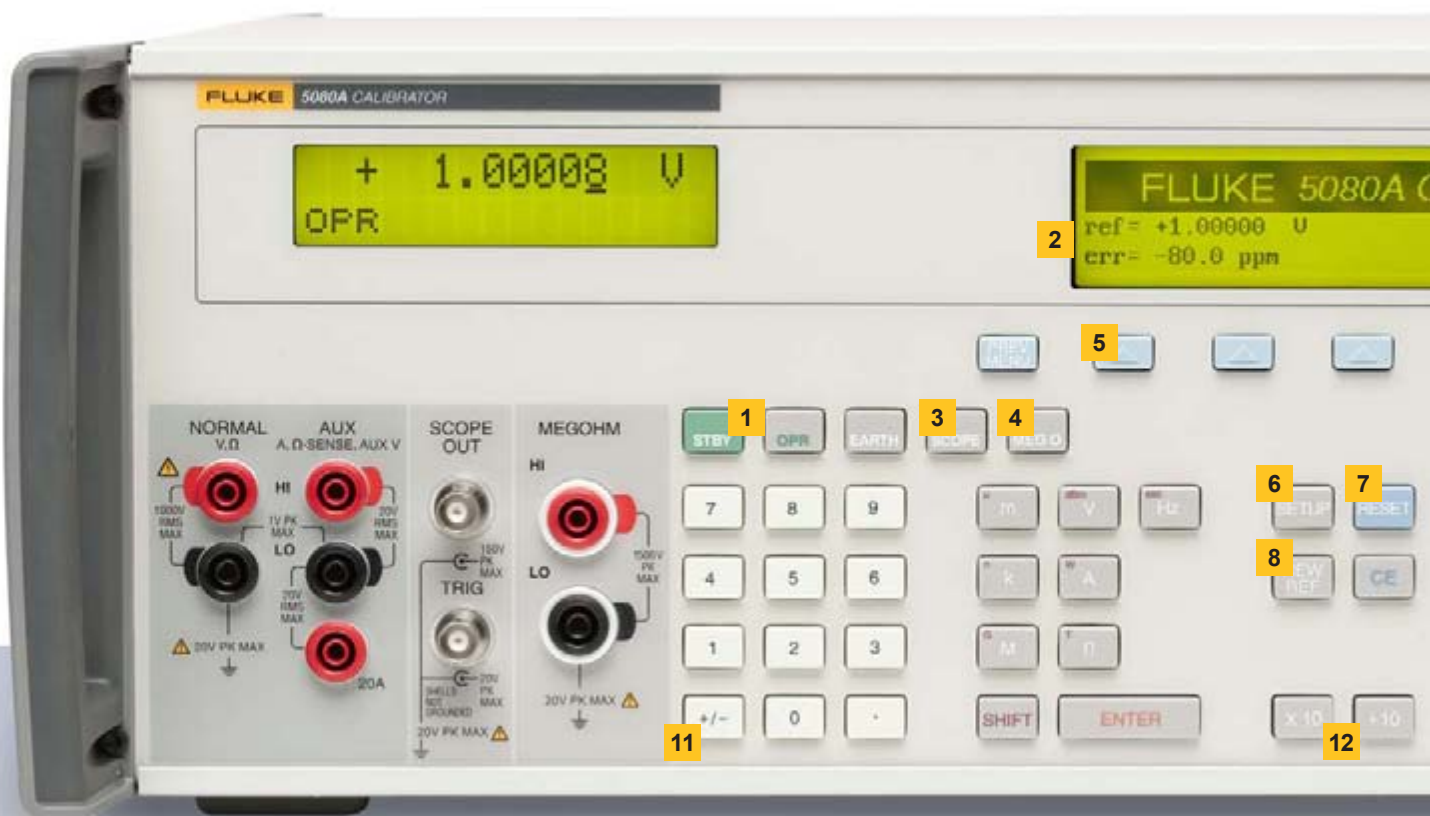 FLUKE 5080A CALIBRATOR
+ 1.00008 V
OPR
FLUKE 5080A
2
ref= +1.00000 V
err= -80.0 ppm
PREV
MENU
5
NORMAL
V,Ω
AUX
A, Ω-SENSE, AUX V
SCOPE
OUT
MEGOHM
HI
LO
1000V
RMS
MAX
1V PK
MAX
20V
RMS
MAX
HI
LO
20V
RMS
MAX
20V PK MAX
20A
150V
PK
MAX
TRIG
SHELLS
NOT
GROUNDED
20V
PK
MAX
20V PK MAX
1500V
PK
MAX
20V PK MAX
STBY
1
OPR
EARTH
3
SCOPE
4
MEG Ω
7 8 9
4 5 6
1 2 3
+/- 0 .
11
µ
m
dBm
V
sec
Hz
n
k
W
A
G
M
Ω
SHIFT
ENTER
6
SETUP
7
RESET
8
REF
CE
X 10
÷10
12